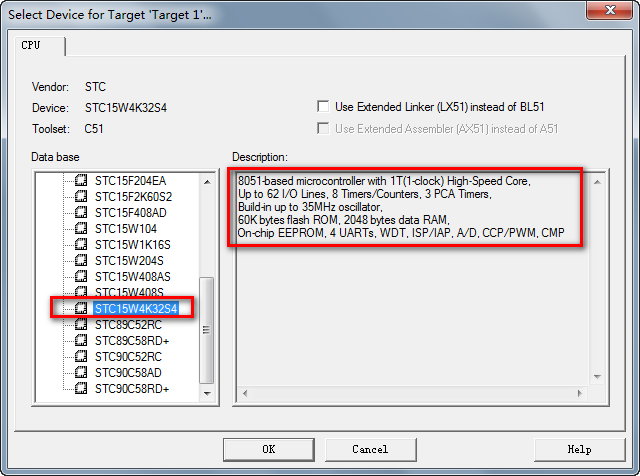 Select Device for Target 'Target 1'...
CPU
Vendor: STC
Device: STC15W4K32S4
Toolset: C51
Use Extended Linker (LX51) instead of BL51
Use Extended Assembler (AX51) instead of A51
Data base
STC15F204EA
STC15F2K60S2
STC15F408AD
STC15W104
STC15W1K16S
STC15W204S
STC15W408AS
STC15W408S
STC15W4K32S4
STC89C52RC
STC89C58RD+
STC90C52RC
STC90C58AD
STC90C58RD+
Description:
8051-based microcontroller with 1T(1-clock) High-Speed Core,
Up to 62 I/O Lines, 8 Timers/Counters, 3 PCA Timers,
Build-in up to 35MHz oscillator,
60K bytes flash ROM, 2048 bytes data RAM,
On-chip EEPROM, 4 UARTs, WDT, ISP/IAP, A/D, CCP/PWM, CMP
OK
Cancel
Help